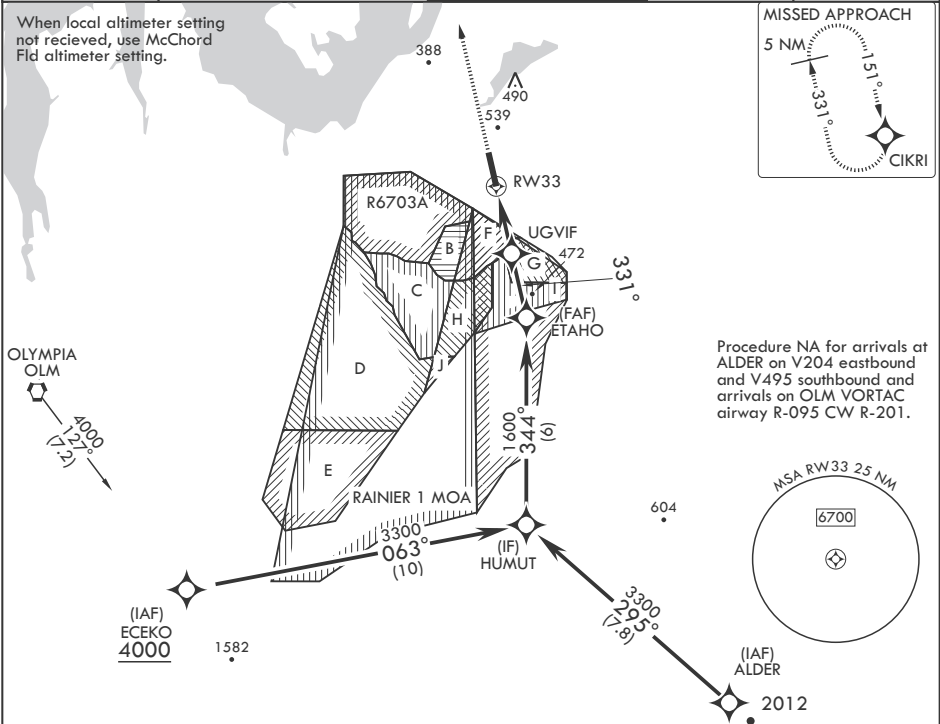 When local altimeter setting
not recieved, use McChord
Fld altimeter setting.
388
490
539
MISSED APPROACH
5 NM
151°
331°
CIKRI
RW33
R6703A
F
UGVIF
B
472
G
C
I
331°
H
(FAF)
ETAHO
OLYMPIA
OLM
D
J
Procedure NA for arrivals at
ALDER on V204 eastbound
and V495 southbound and
arrivals on OLM VORTAC
airway R-095 CW R-201.
4000
127°
(7.2)
1600
344°
(6)
E
MSA RW33 25 NM
6700
RAINIER 1 MOA
604
3300
063°
(10)
(IF)
HUMUT
3300
295°
(7.8)
(IAF)
ECEKO
4000
1582
(IAF)
ALDER
2012